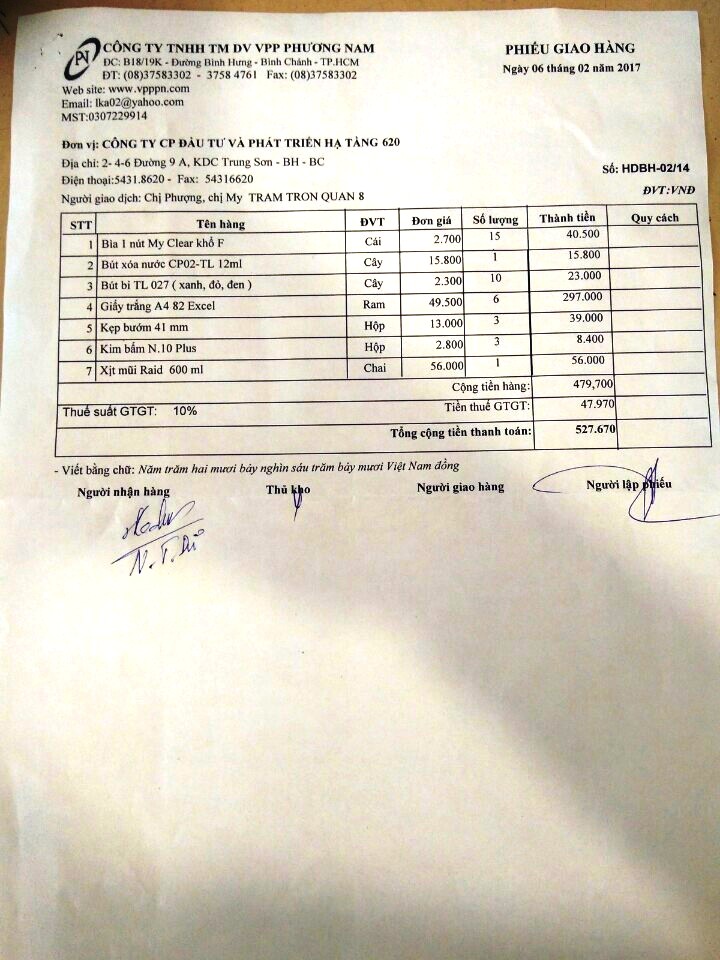 PN
CÔNG TY TNHH TM DV VPP PHƯƠNG NAM
ĐC: B18/19K - Đường Bình Hưng - Bình Chánh - TP.HCM
ĐT: (08)37583302 - 3758 4761 Fax: (08)37583302
Web site: www.vpppn.com
Email: lka02@yahoo.com
MST:0307229914
PHIẾU GIAO HÀNG
Ngày 06 tháng 02 năm 2017
Đơn vị: CÔNG TY CP ĐẦU TƯ VÀ PHÁT TRIỂN HẠ TẦNG 620
Địa chỉ: 2- 4-6 Đường 9 A, KDC Trung Sơn - BH - BC
Số: HDBH-02/14
Điện thoại:5431.8620 - Fax: 54316620
Người giao dịch: Chị Phượng, chị My TRAM TRON QUAN 8
ĐVT:VNĐ
STT Tên hàng ĐVT Đơn giá Số lượng Thành tiền Quy cách
1 Bìa 1 nút My Clear khổ F Cái 2.700 15 40.500
2 Bút xóa nước CP02-TL 12ml Cây 15.800 1 15.800
3 Bút bi TL 027 ( xanh, đỏ, đen ) Cây 2.300 10 23.000
4 Giấy trắng A4 82 Excel Ram 49.500 6 297.000
5 Kẹp bướm 41 mm Hộp 13.000 3 39.000
6 Kim bấm N.10 Plus Hộp 2.800 3 8.400
7 Xịt mũi Raid 600 ml Chai 56.000 1 56.000
Cộng tiền hàng: 479,700
Thuế suất GTGT: 10% Tiền thuế GTGT: 47.970
Tổng cộng tiền thanh toán: 527.670
- Viết bằng chữ: Năm trăm hai mươi bảy nghìn sáu trăm bảy mươi Việt Nam đồng
Người nhận hàng Thủ kho Người giao hàng Người lập phiếu